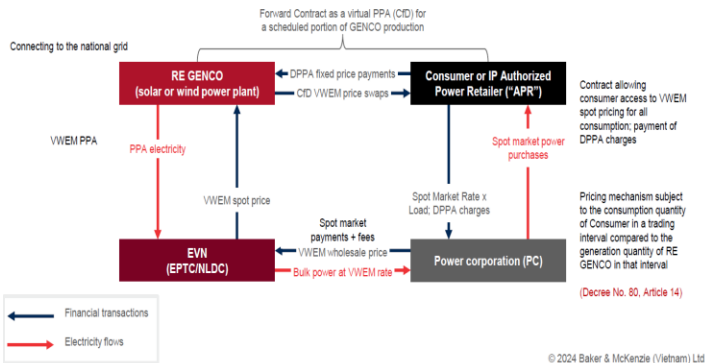 Forward Contract as a virtual PPA (CfD) for
a scheduled portion of GENCO production
Connecting to the national grid
RE GENCO
(solar or wind power plant)
DPPA fixed price payments
CfD VWEM price swaps
Consumer or IP Authorized
Power Retailer (“APR”)
Contract allowing
consumer access to VWEM
spot pricing for all
consumption; payment of
DPPA charges
VWEM PPA
PPA electricity
VWEM spot price
Spot market power
purchases
Spot Market Rate x
Load; DPPA charges
Spot market
payments + fees
VWEM wholesale price
Bulk power at VWEM rate
EVN
(EPTC/NLDC)
Power corporation (PC)
Pricing mechanism subject
to the consumption quantity
of Consumer in a trading
interval compared to the
generation quantity of RE
GENCO in that interval
(Decree No. 80, Article 14)
Financial transactions
Electricity flows
© 2024 Baker & McKenzie (Vietnam) Ltd